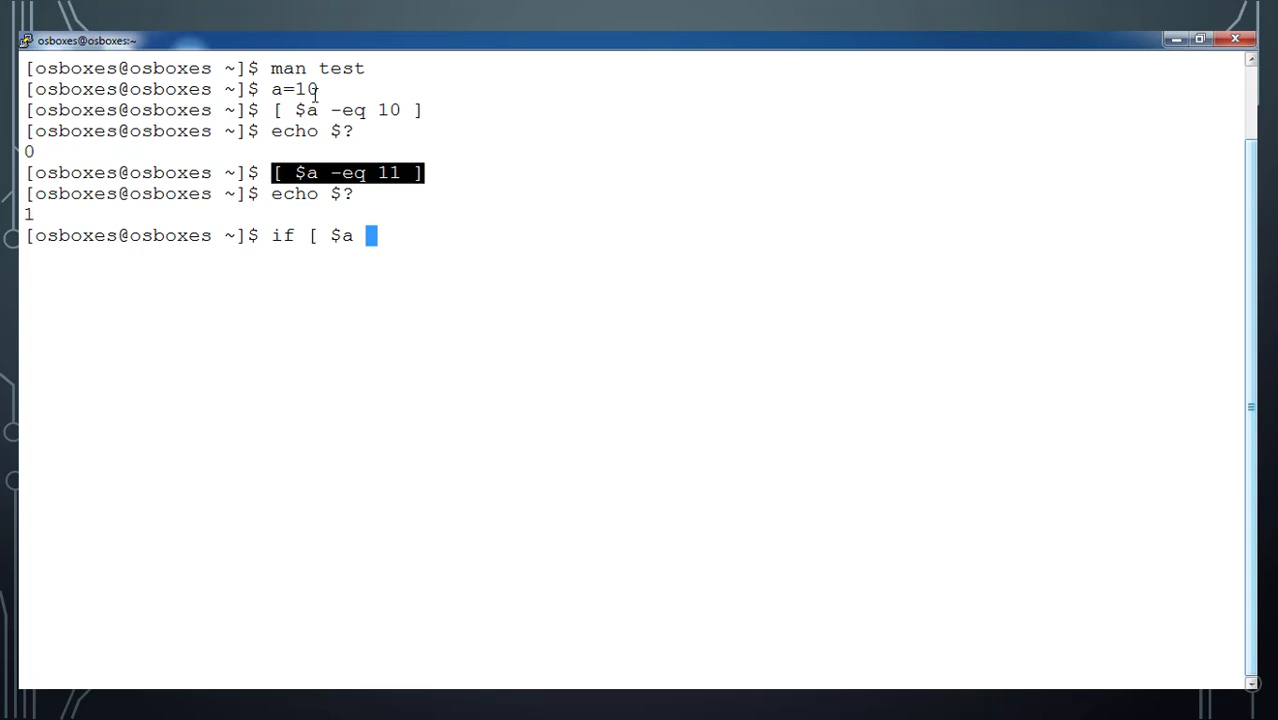 osboxes@osboxes:~
[osboxes@osboxes ~]$ man test
[osboxes@osboxes ~]$ a=10
[osboxes@osboxes ~]$ [ $a -eq 10 ]
[osboxes@osboxes ~]$ echo $?
0
[osboxes@osboxes ~]$ [ $a -eq 11 ]
[osboxes@osboxes ~]$ echo $?
1
[osboxes@osboxes ~]$ if [ $a